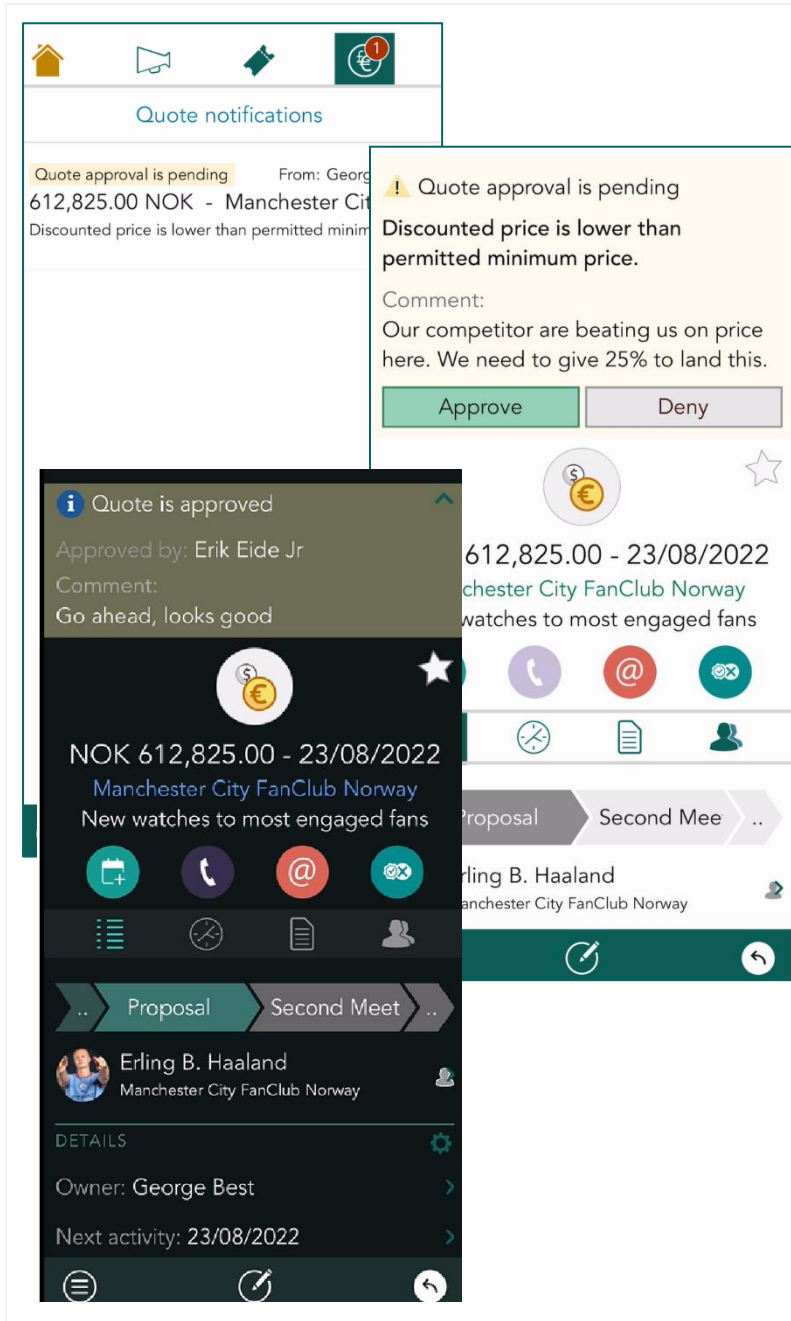 1
Quote notifications
Quote approval is pending From: Georg
612,825.00 NOK - Manchester Cit
Discounted price is lower than permitted minim
! Quote approval is pending
Discounted price is lower than
permitted minimum price.
Comment:
Our competitor are beating us on price
here. We need to give 25% to land this.
Approve Deny
612,825.00 - 23/08/2022
chester City FanClub Norway
watches to most engaged fans
@
Proposal Second Mee ..
rling B. Haaland
anchester City FanClub Norway
i Quote is approved
Approved by: Erik Eide Jr
Comment:
Go ahead, looks good
NOK 612,825.00 - 23/08/2022
Manchester City FanClub Norway
New watches to most engaged fans
@
.. Proposal Second Meet ..
Erling B. Haaland
Manchester City FanClub Norway
DETAILS
Owner: George Best
Next activity: 23/08/2022